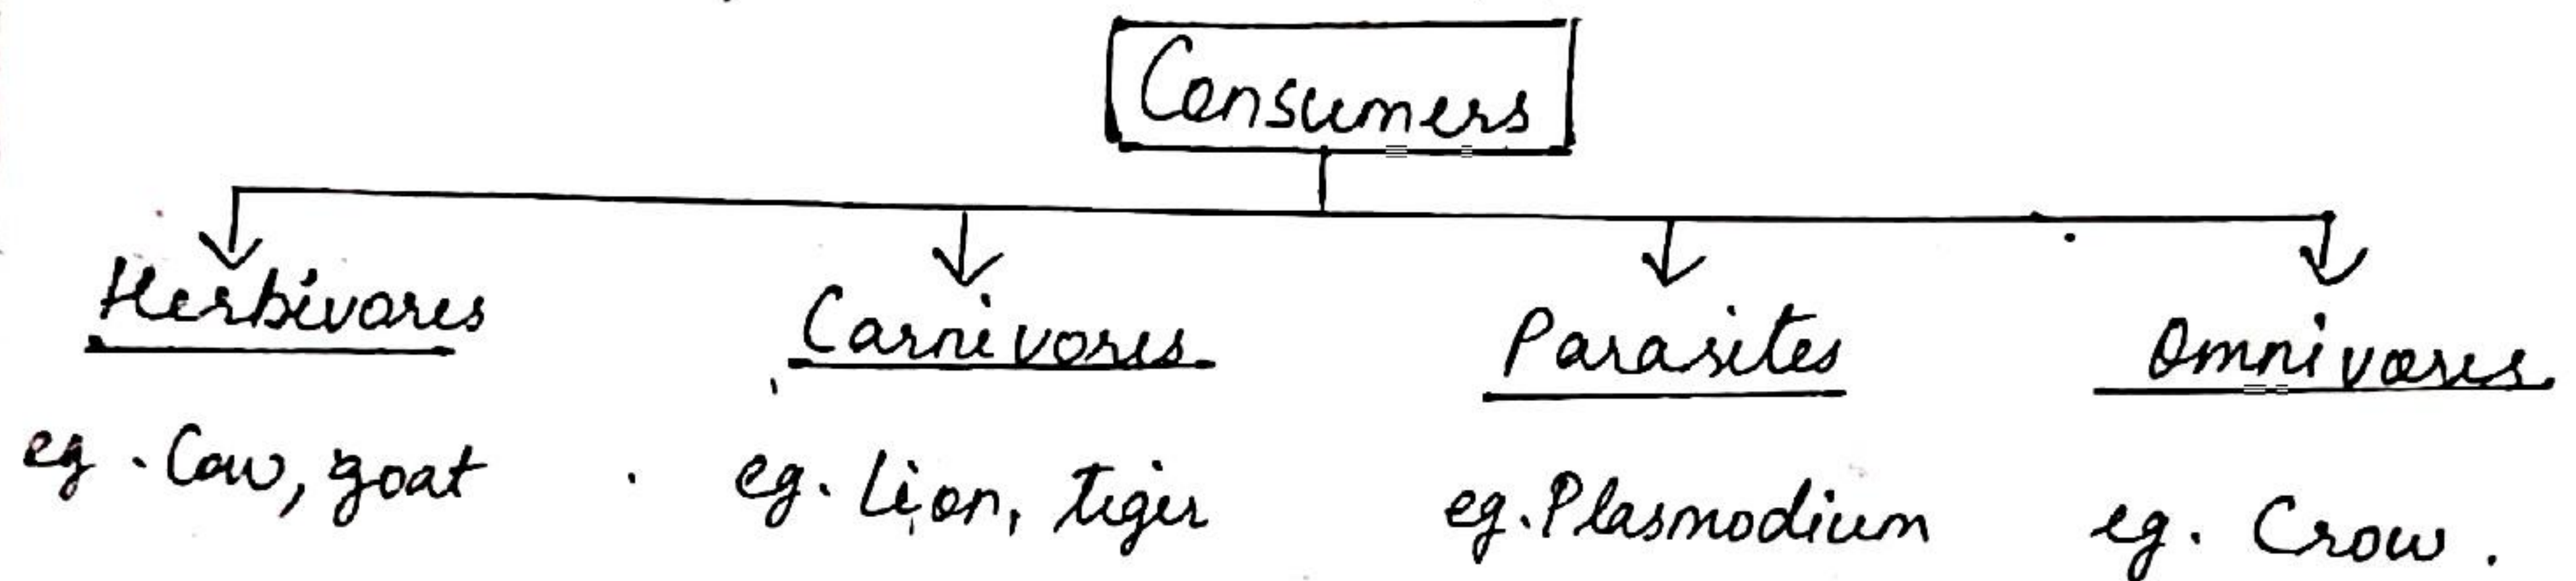 Consumers
Herbivores
Carnivores
Parasites
Omnivores
eg. Cow, goat
eg. Lion, tiger
eg. Plasmodium
eg. Crow.